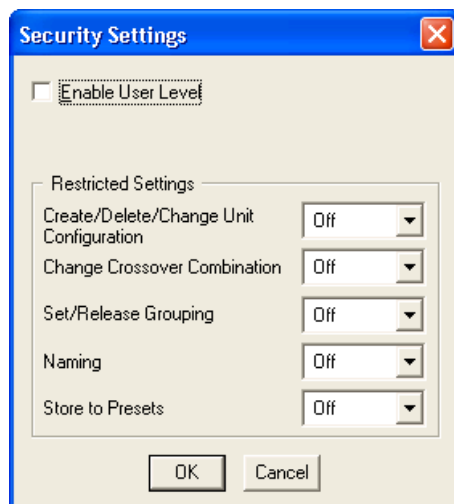 Security Settings
Enable User Level
Restricted Settings
Create/Delete/Change Unit
Configuration
Off
Change Crossover Combination
Off
Set/Release Grouping
Off
Naming
Off
Store to Presets
Off
OK
Cancel